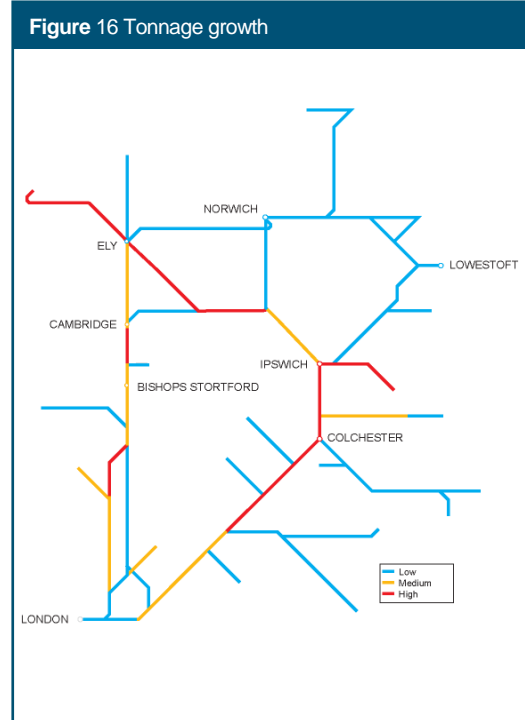 Figure 16 Tonnage growth
NORWICH
ELY
LOWESTOFT
CAMBRIDGE
IPSWICH
BISHOPS STORTFORD
COLCHESTER
Low
Medium
High
LONDON